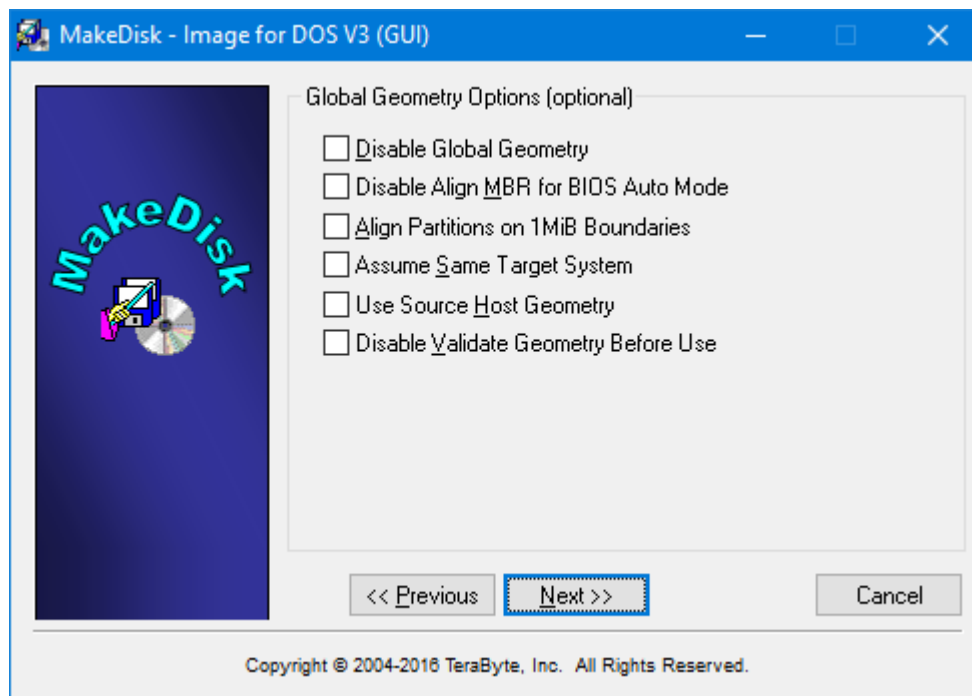 MakeDisk - Image for DOS V3 (GUI)
MakeDisk
Global Geometry Options (optional)
Disable Global Geometry
Disable Align MBR for BIOS Auto Mode
Align Partitions on 1MiB Boundaries
Assume Same Target System
Use Source Host Geometry
Disable Validate Geometry Before Use
<< Previous
Next >>
Cancel
Copyright © 2004-2016 TeraByte, Inc. All Rights Reserved.